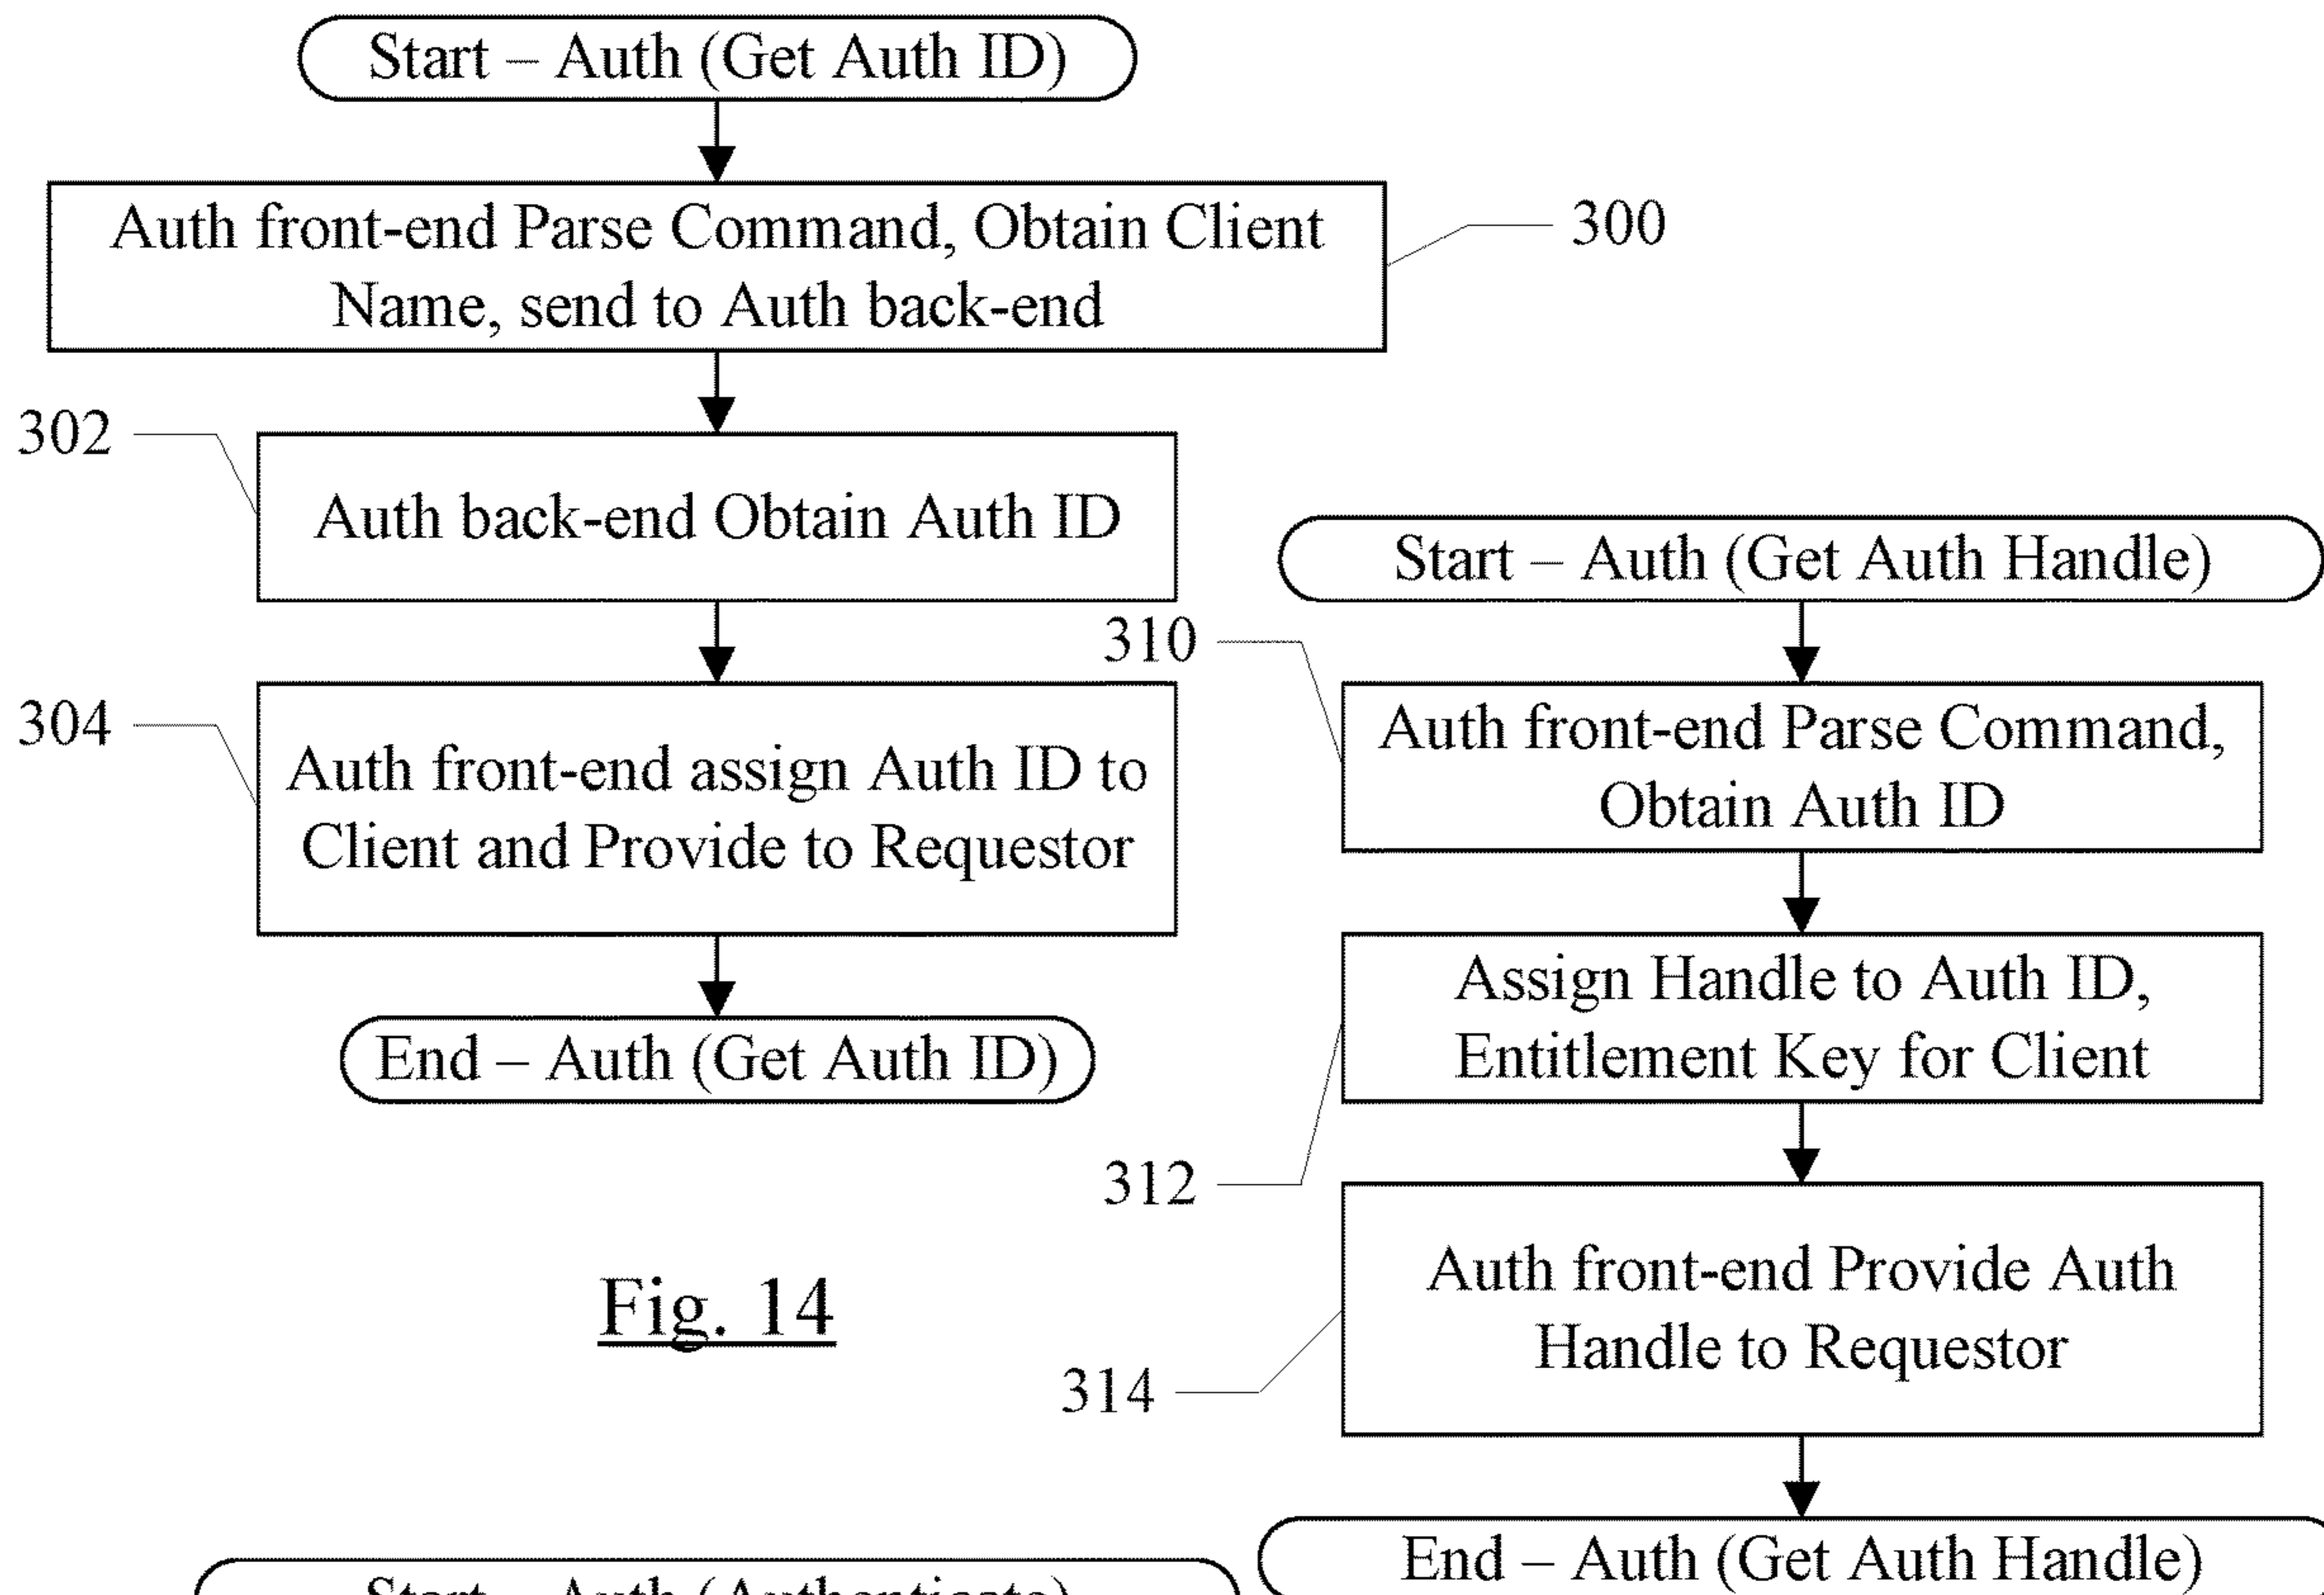 Start – Auth (Get Auth ID)
Auth front-end Parse Command, Obtain Client
Name, send to Auth back-end
300
302
Auth back-end Obtain Auth ID
304
Auth front-end assign Auth ID to
Client and Provide to Requestor
End – Auth (Get Auth ID)
Fig. 14
Start – Auth (Get Auth Handle)
310
Auth front-end Parse Command,
Obtain Auth ID
Assign Handle to Auth ID,
Entitlement Key for Client
312
Auth front-end Provide Auth
Handle to Requestor
314
End – Auth (Get Auth Handle)
Start – Auth (Authenticate)